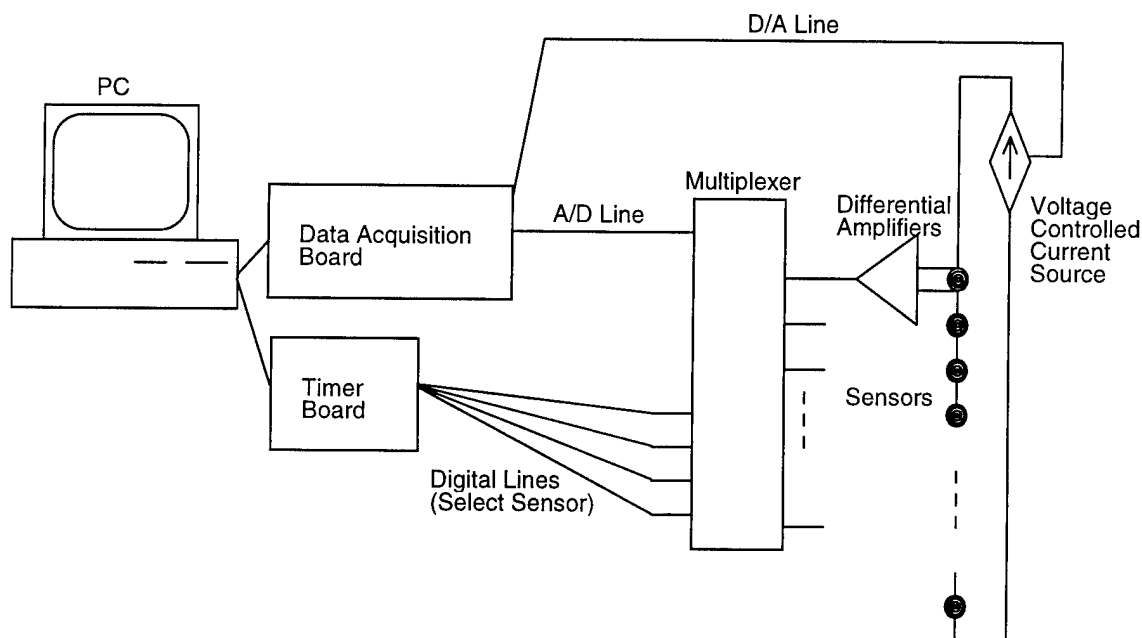 D/A Line
PC
Multiplexer
A/D Line
Data Acquisition
Board
Differential
Amplifiers
Voltage
Controlled
Current
Source
Timer
Board
Sensors
Digital Lines
(Select Sensor)